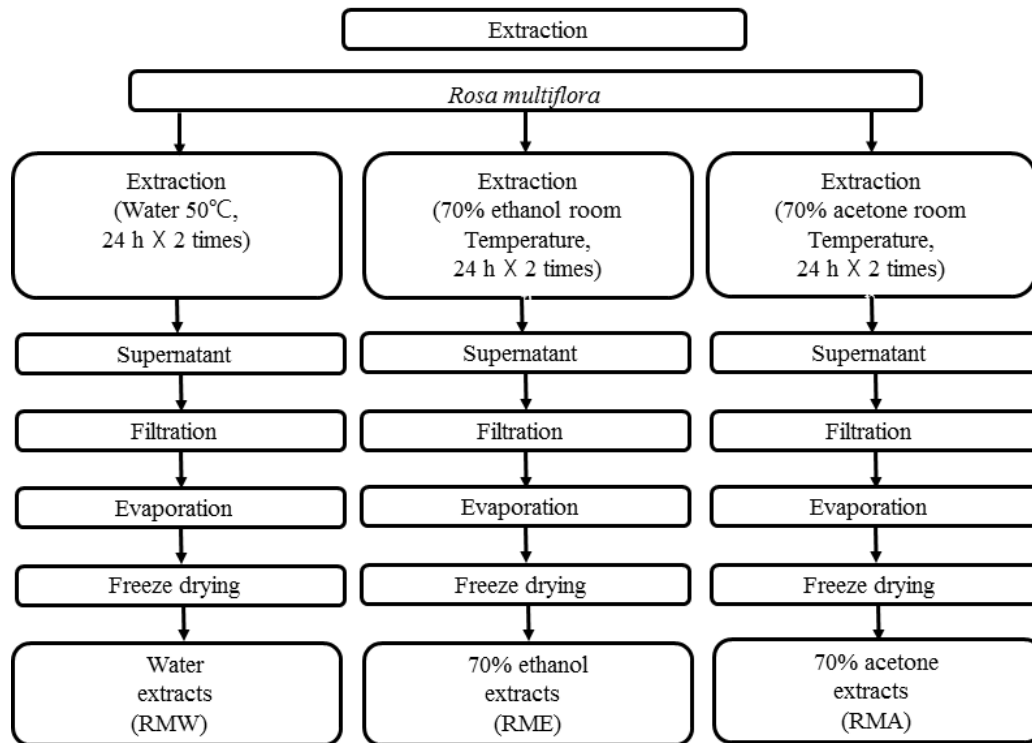 Extraction
Rosa multiflora
Extraction
(Water 50℃,
24 h X 2 times)
Extraction
(70% ethanol room
Temperature,
24 h X 2 times)
Extraction
(70% acetone room
Temperature,
24 h X 2 times)
Supernatant
Supernatant
Supernatant
Filtration
Filtration
Filtration
Evaporation
Evaporation
Evaporation
Freeze drying
Freeze drying
Freeze drying
Water
extracts
(RMW)
70% ethanol
extracts
(RME)
70% acetone
extracts
(RMA)